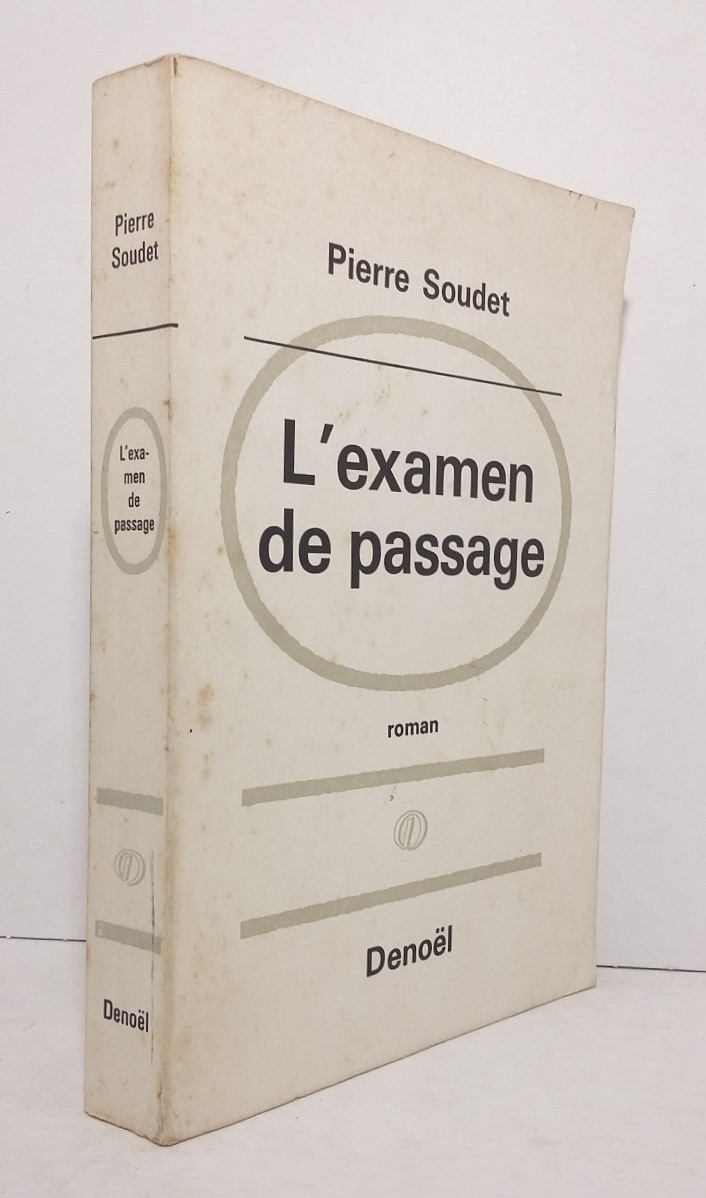 Pierre
Soudet
L'exa-
men
de
passage
Denoël
Pierre Soudet
L'examen
de passage
roman
Denoël